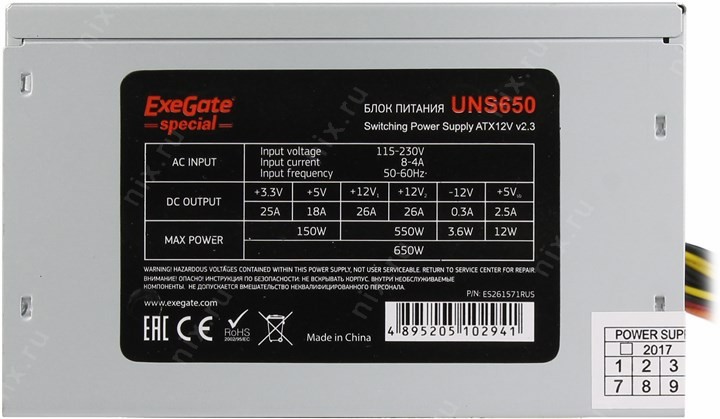 ExeGate®
special
БЛОК ПИТАНИЯ UNS650
Switching Power Supply ATX12V v2.3
AC INPUT
Input voltage 115-230V
Input current 8-4A
Input frequency 50-60Hz
DC OUTPUT +3.3V +5V +12V1 +12V2 -12V +5Vsb
25A 18A 26A 26A 0.3A 2.5A
MAX POWER 150W 550W 3.6W 12W
650W
WARNING! HAZARDOUS VOLTAGES CONTAINED WITHIN THIS POWER SUPPLY, NOT USER SERVICEABLE. RETURN TO SERVICE CENTER FOR REPAIR.
ВНИМАНИЕ! ОПАСНО! ИНСТРУКЦИЯ ПО БЕЗОПАСНОСТИ: НЕ ВСКРЫВАТЬ КОРПУС. ВНУТРИ НЕОБСЛУЖИВАЕМЫЕ
КОМПОНЕНТЫ. НЕ ДОПУСКАЕТСЯ ВМЕШАТЕЛЬСТВО НЕКВАЛИФИЦИРОВАННОГО ПЕРСОНАЛА.
P/N: ES261571RUS
www.exegate.com
EAC CE RoHS
2002/95/EC
Made in China
4 895205 102941
POWER SUPP
2017
1 2 3
7 8 9
nix.ru